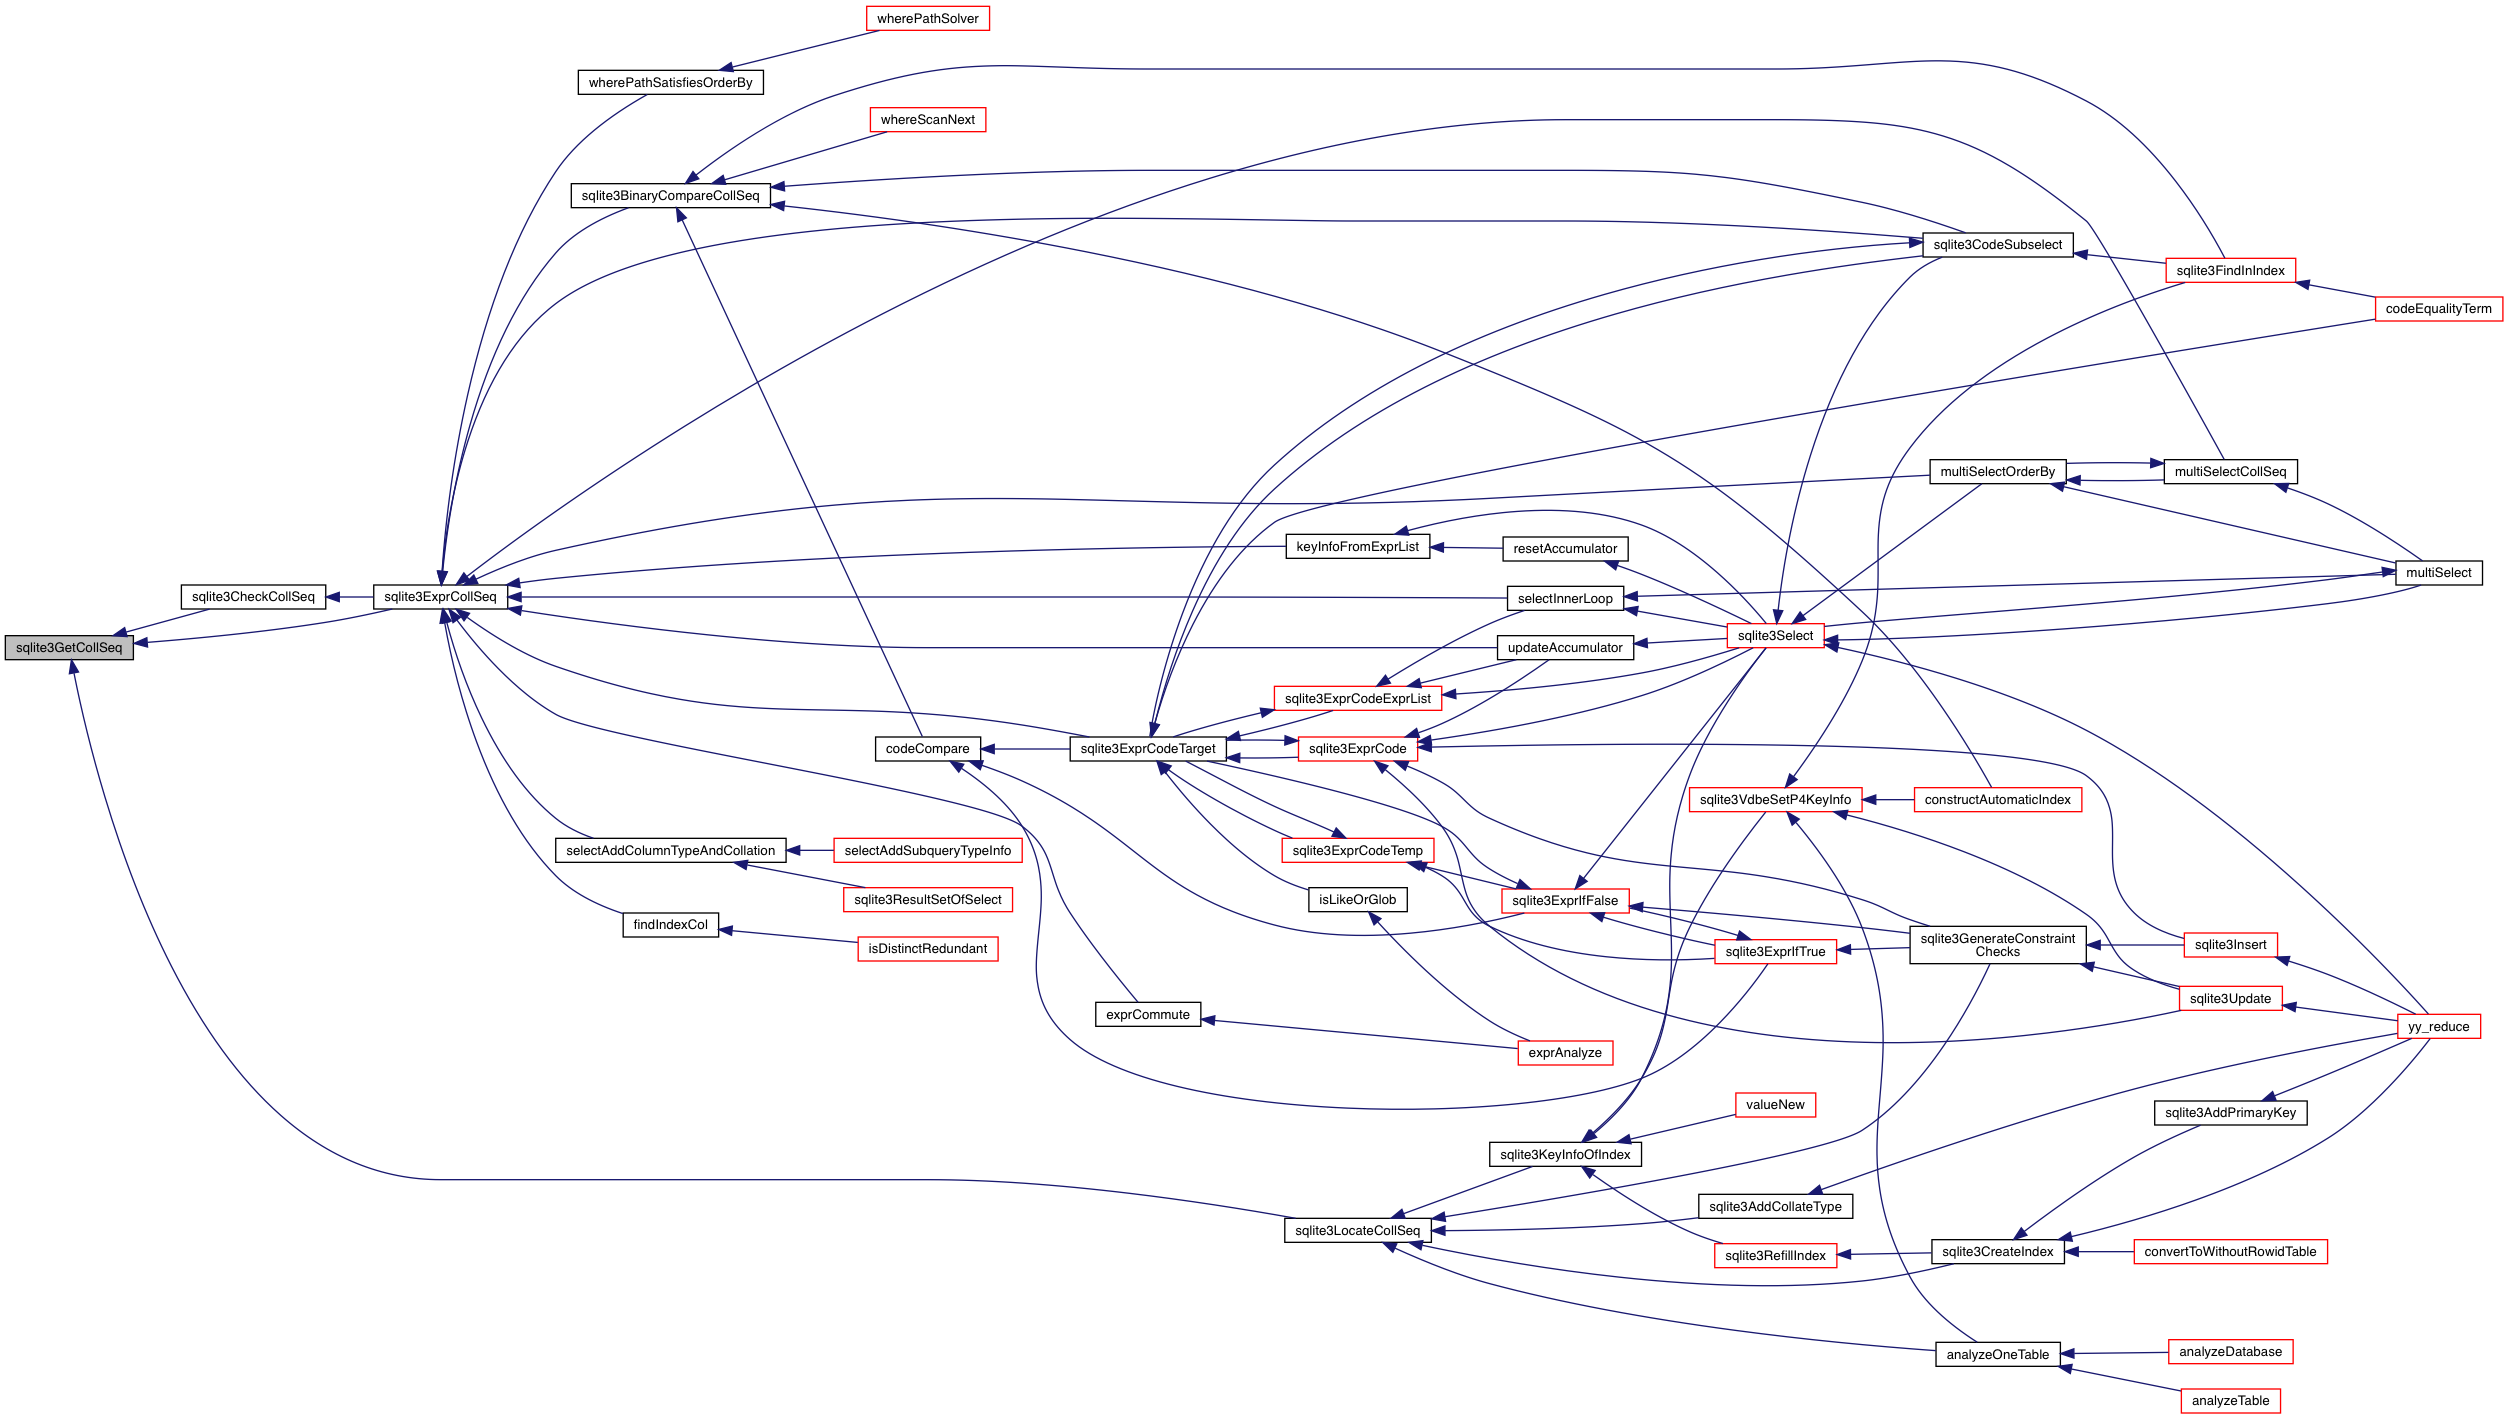 wherePathSolver
wherePathSatisfiesOrderBy
whereScanNext
sqlite3BinaryCompareCollSeq
sqlite3CodeSubselect
sqlite3FindInIndex
codeEqualityTerm
multiSelectOrderBy
multiSelectCollSeq
keyInfoFromExprList
resetAccumulator
multiSelect
sqlite3CheckCollSeq
sqlite3ExprCollSeq
selectInnerLoop
sqlite3Select
sqlite3GetCollSeq
updateAccumulator
sqlite3ExprCodeExprList
codeCompare
sqlite3ExprCodeTarget
sqlite3ExprCode
sqlite3VdbeSetP4KeyInfo
constructAutomaticIndex
selectAddColumnTypeAndCollation
selectAddSubqueryTypeInfo
sqlite3ExprCodeTemp
sqlite3ResultSetOfSelect
isLikeOrGlob
sqlite3ExprIfFalse
findIndexCol
isDistinctRedundant
sqlite3ExprIfTrue
sqlite3GenerateConstraint
Checks
sqlite3Insert
sqlite3Update
exprCommute
yy_reduce
exprAnalyze
valueNew
sqlite3AddPrimaryKey
sqlite3KeyInfoOfIndex
sqlite3AddCollateType
sqlite3LocateCollSeq
sqlite3RefillIndex
sqlite3CreateIndex
convertToWithoutRowidTable
analyzeOneTable
analyzeDatabase
analyzeTable